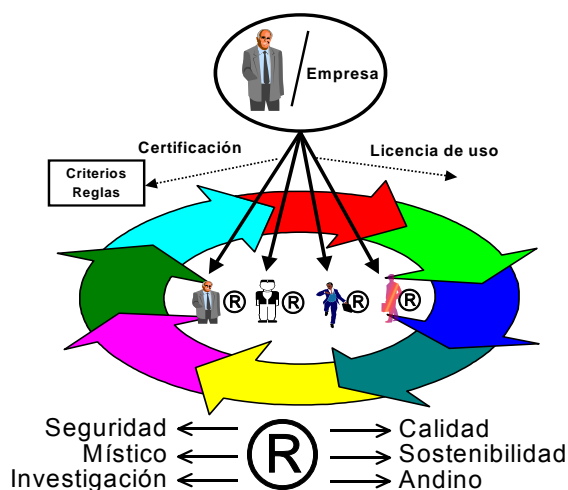 Empresa
Certificación
Licencia de uso
Criterios
Reglas
® ® ® ®
Seguridad
Místico
Investigación
®
Calidad
Sostenibilidad
Andino